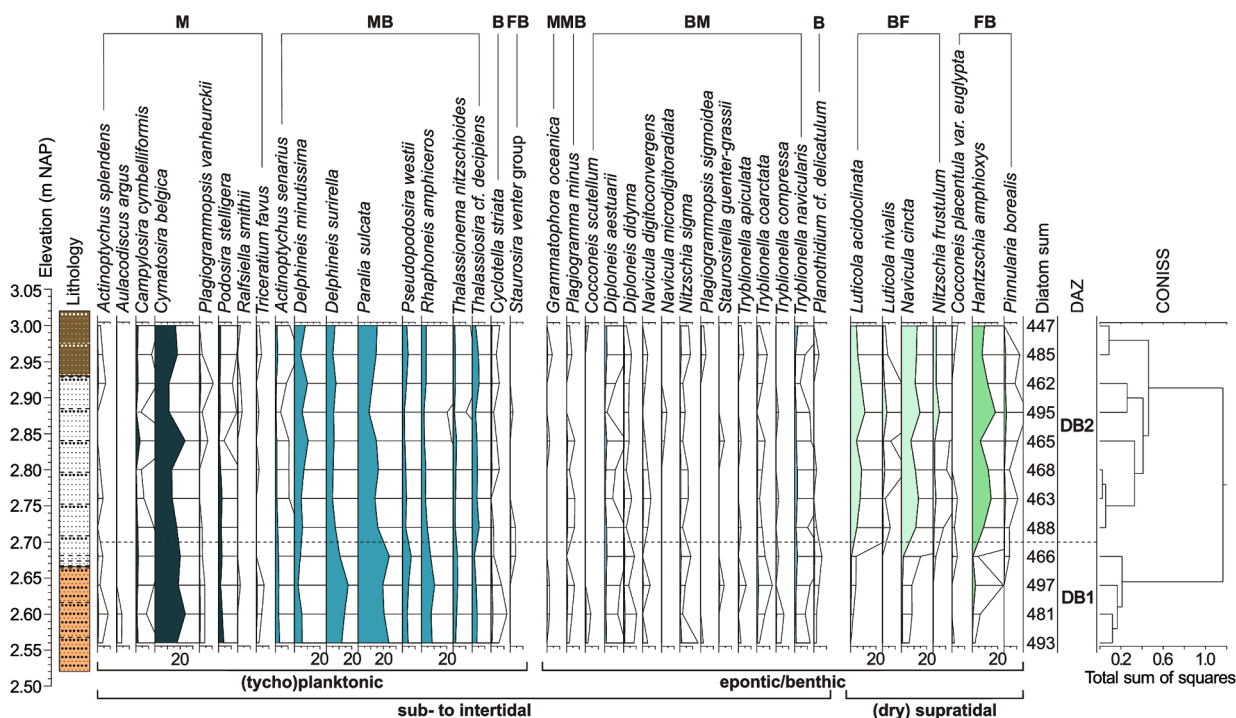 M MB B FB M MB BM B BF FB
Actinoptychus splendens
Aulacodiscus argus
Campylosira cymbelliformis
Cymatosira belgica
Plagiogrammopsis vanheurckii
Podosira stelligera
Ralfsiella smithii
Triceratium favus
Actinoptychus senarius
Delphineis minutissima
Delphineis surirella
Paralia sulcata
Pseudopodosira westii
Rhaphoneis amphiceros
Thalassionema nitzschioides
Thalassiosira cf. decipiens
Cyclotella striata
Staurosira venter group
Grammatophora oceanica
Plagiogramma minus
Cocconeis scutellum
Diploneis aestuarii
Diploneis didyma
Navicula digitoconvergens
Navicula microdigitoradiata
Nitzschia sigma
Plagiogrammopsis sigmoidea
Staurosirella guenter-grassii
Tryblionella apiculata
Tryblionella coarctata
Tryblionella compressa
Tryblionella navicularis
Planothidium cf. delicatulum
Luticola acidoclinata
Luticola nivalis
Navicula cincta
Nitzschia frustulum
Cocconeis placentula var. euglypta
Hantzschia amphioxys
Pinnularia borealis
Elevation (m NAP)
Lithology
Diatom sum
DAZ
CONISS
3.05
3.00
2.95
2.90
2.85
2.80
2.75
2.70
2.65
2.60
2.55
2.50
447
485
462
495
465
468
463
488
466
497
481
493
DB2
DB1
20 20 20 20 20 20 20 20
0.2 0.6 1.0
Total sum of squares
(tycho)planktonic
epontic/benthic
sub- to intertidal
(dry) supratidal